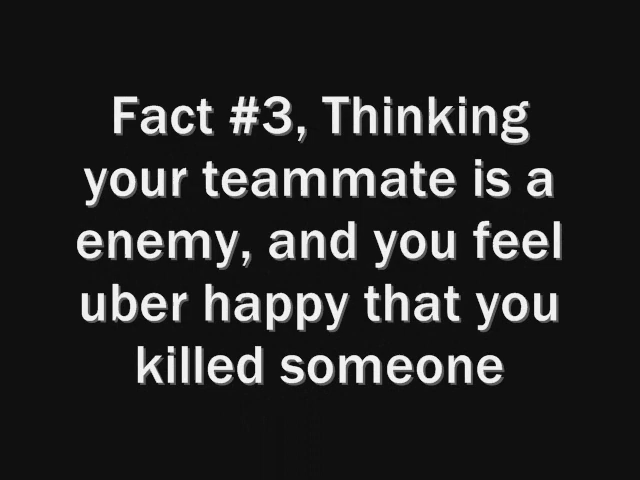 Fact #3, Thinking
your teammate is a
enemy, and you feel
uber happy that you
killed someone